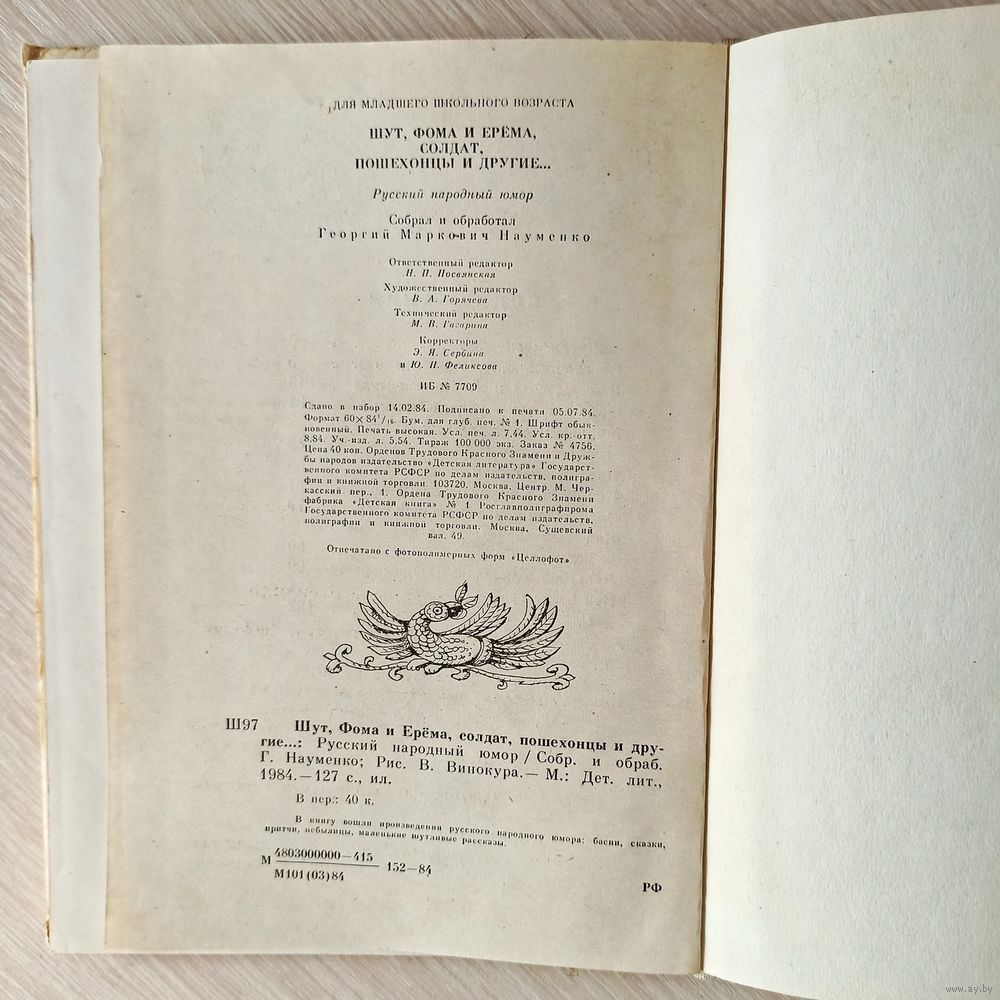 ДЛЯ МЛАДШЕГО ШКОЛЬНОГО ВОЗРАСТА
ШУТ, ФОМА И ЕРЁМА,
СОЛДАТ,
ПОШЕХОНЦЫ И ДРУГИЕ...
Русский народный юмор
Собрал и обработал
Георгий Маркович Науменко
Ответственный редактор
Н. П. Посвянская
Художественный редактор
В. А. Горячева
Технический редактор
М. В. Гагарина
Корректоры
Э. Я. Сербина
и Ю. Н. Феликсова
ИБ № 7709
Сдано в набор 14.02.84. Подписано к печати 05.07.84.
Формат 60×84¹/₁₆. Бум. для глуб. печ. № 1. Шрифт обык-
новенный. Печать высокая. Усл. печ. л. 7,44. Усл. кр.-отт.
8,84. Уч.-изд. л. 5,54. Тираж 100 000 экз. Заказ № 4756.
Цена 40 коп. Орденов Трудового Красного Знамени и Друж-
бы народов издательство «Детская литература» Государст-
венного комитета РСФСР по делам издательств, полигра-
фии и книжной торговли. 103720, Москва, Центр, М. Чер-
касский пер., 1. Ордена Трудового Красного Знамени
фабрика «Детская книга» № 1 Росглавполиграфпрома
Государственного комитета РСФСР по делам издательств,
полиграфии и книжной торговли. Москва, Сущевский
вал, 49.
Отпечатано с фотополимерных форм «Целлофот»
Ш97 Шут, Фома и Ерёма, солдат, пошехонцы и дру-
гие...: Русский народный юмор / Собр. и обраб.
Г. Науменко; Рис. В. Винокура. — М.: Дет. лит.,
1984. — 127 с., ил.
В пер.: 40 к.
В книгу вошли произведения русского народного юмора: басни, сказки,
притчи, небылицы, маленькие шутливые рассказы.
М 4803000000—415 152—84
М101(03)84
РФ
www.ay.by